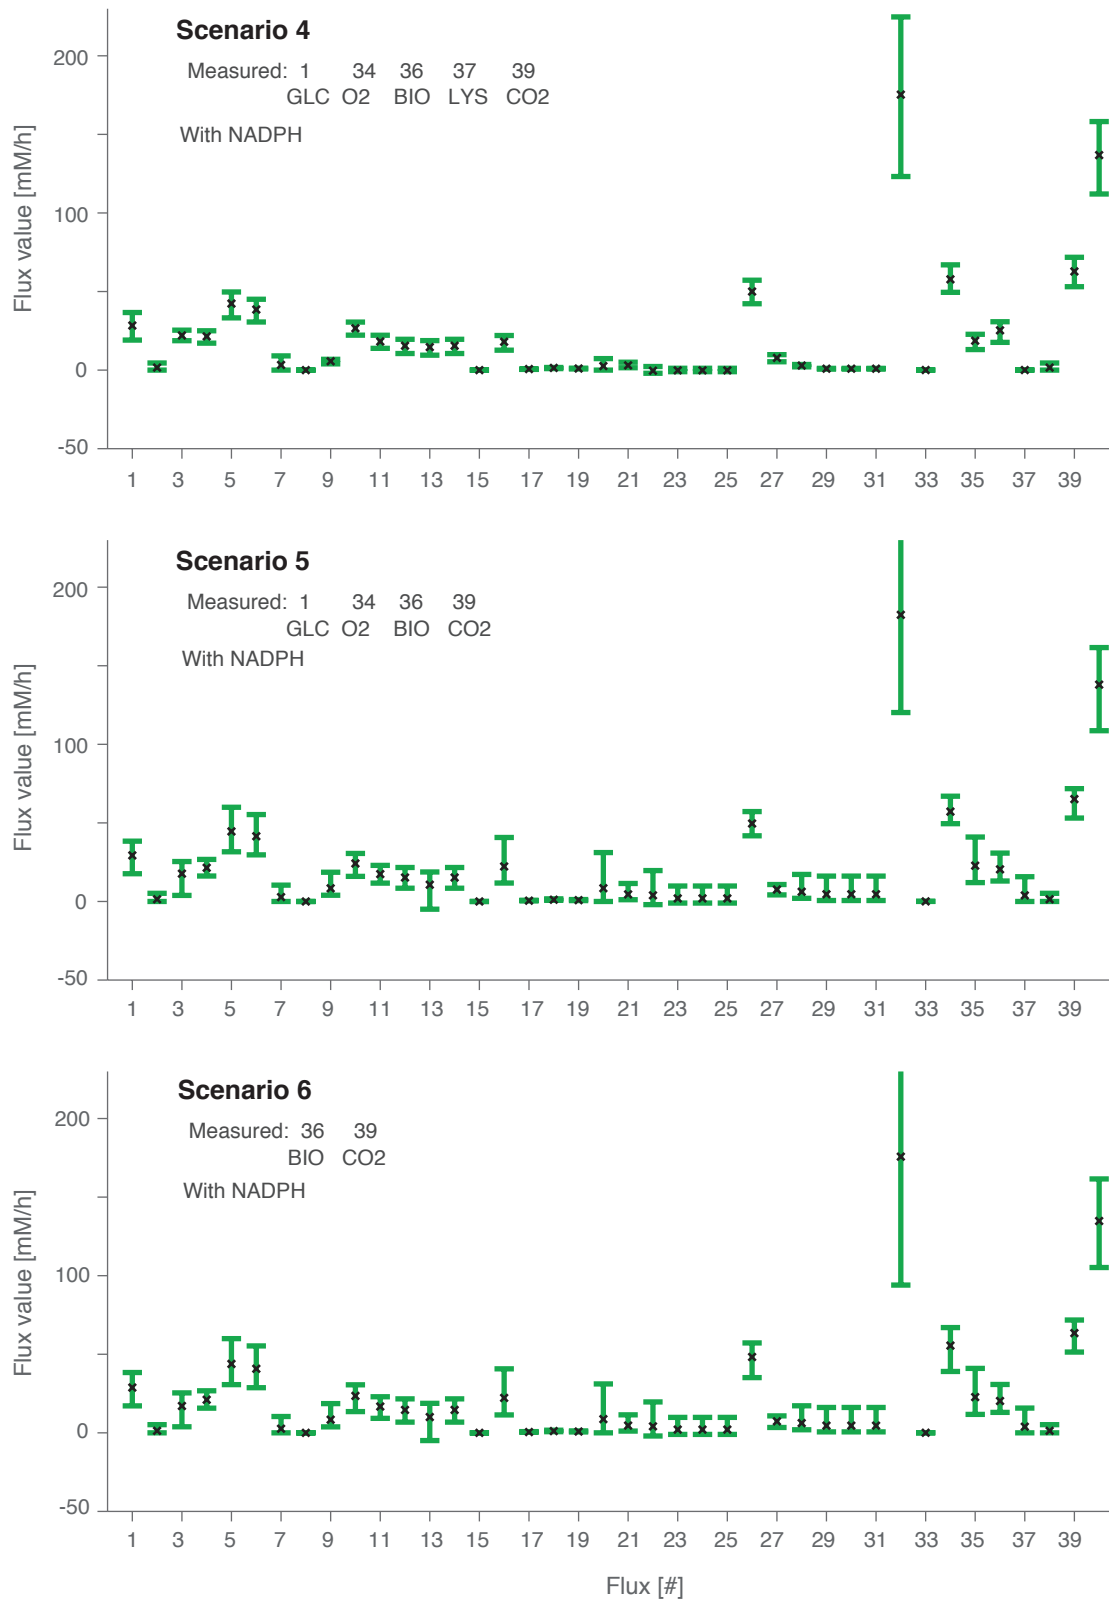 Scenario 4
Measured: 1 34 36 37 39
GLC O2 BIO LYS CO2
With NADPH
Flux value [mM/h]
200
100
0
-50
1 3 5 7 9 11 13 15 17 19 21 23 25 27 29 31 33 35 37 39
Scenario 5
Measured: 1 34 36 39
GLC O2 BIO CO2
With NADPH
Flux value [mM/h]
200
100
0
-50
1 3 5 7 9 11 13 15 17 19 21 23 25 27 29 31 33 35 37 39
Scenario 6
Measured: 36 39
BIO CO2
With NADPH
Flux value [mM/h]
200
100
0
-50
1 3 5 7 9 11 13 15 17 19 21 23 25 27 29 31 33 35 37 39
Flux [#]